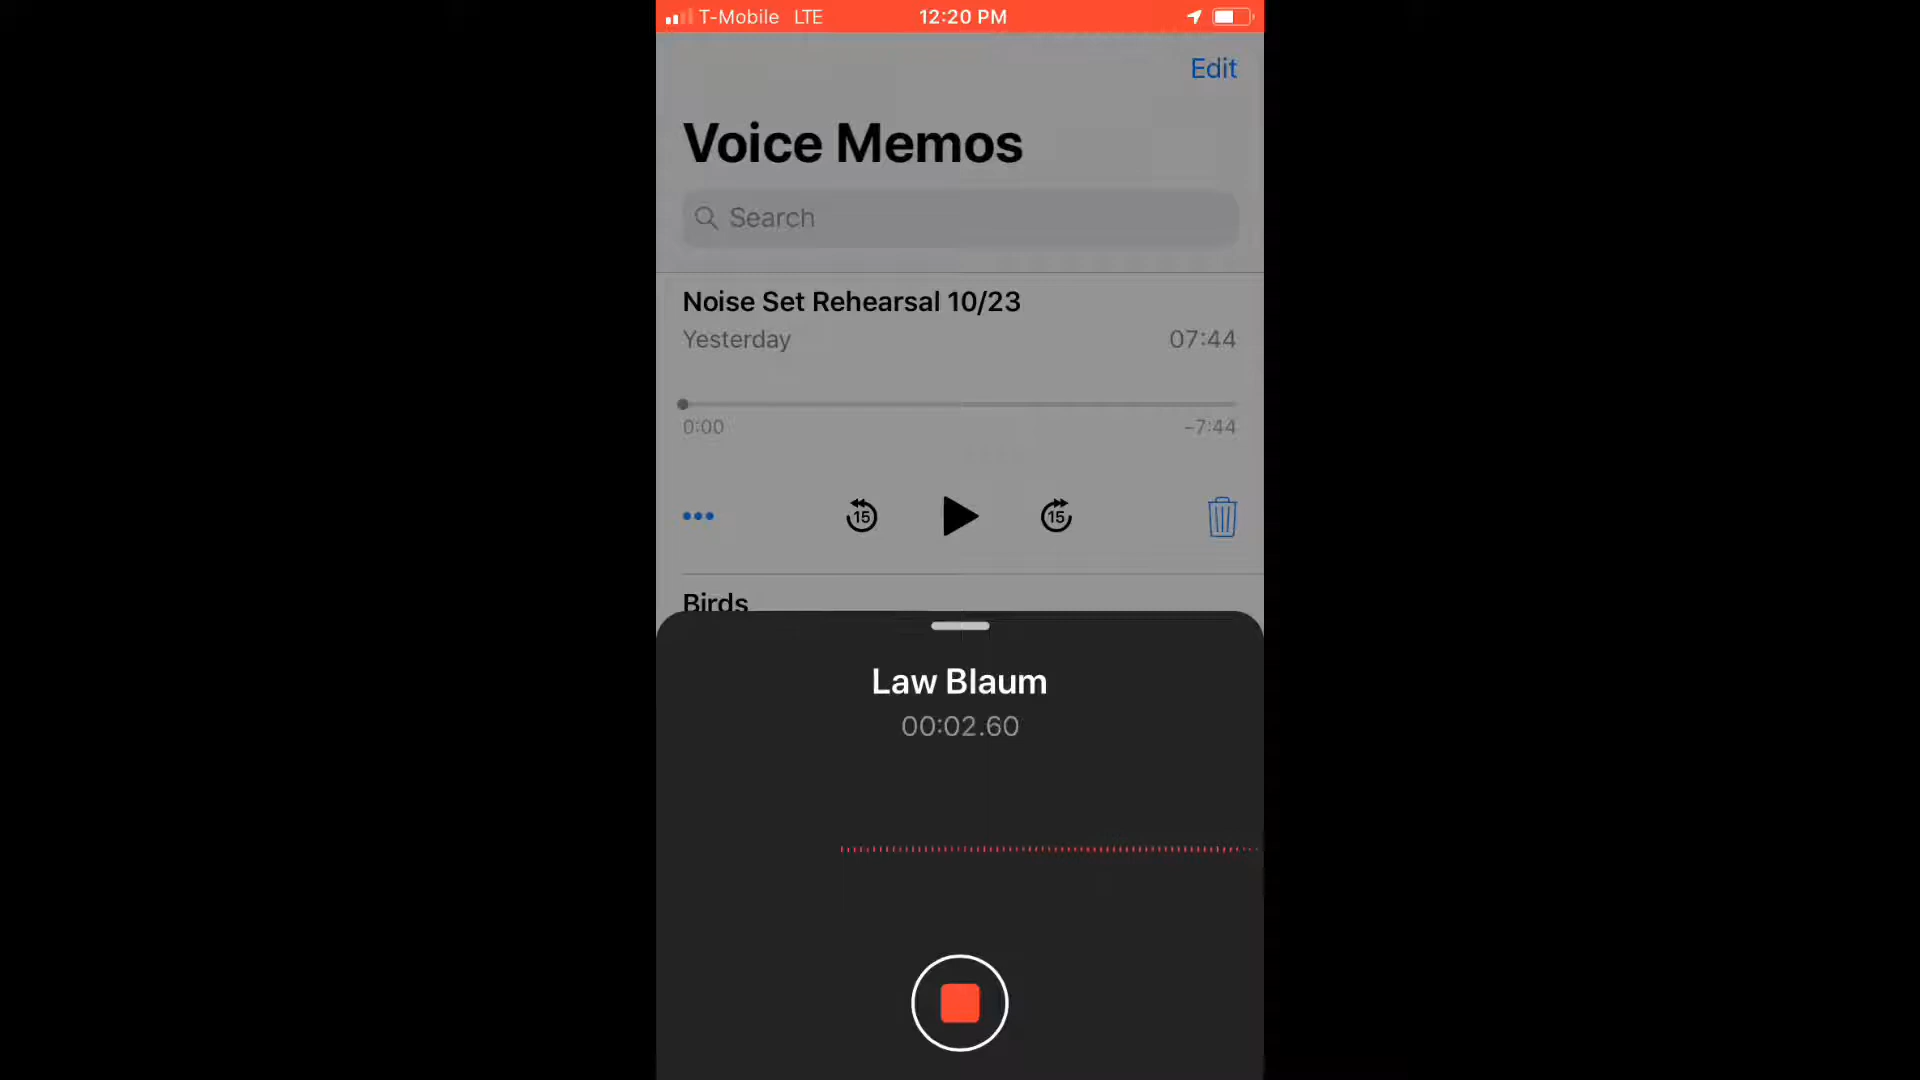 T-Mobile LTE 12:20 PM
Edit
Voice Memos
Search
Noise Set Rehearsal 10/23
Yesterday 07:44
0:00 -7:44
15 15
Birds
Law Blaum
00:02.60